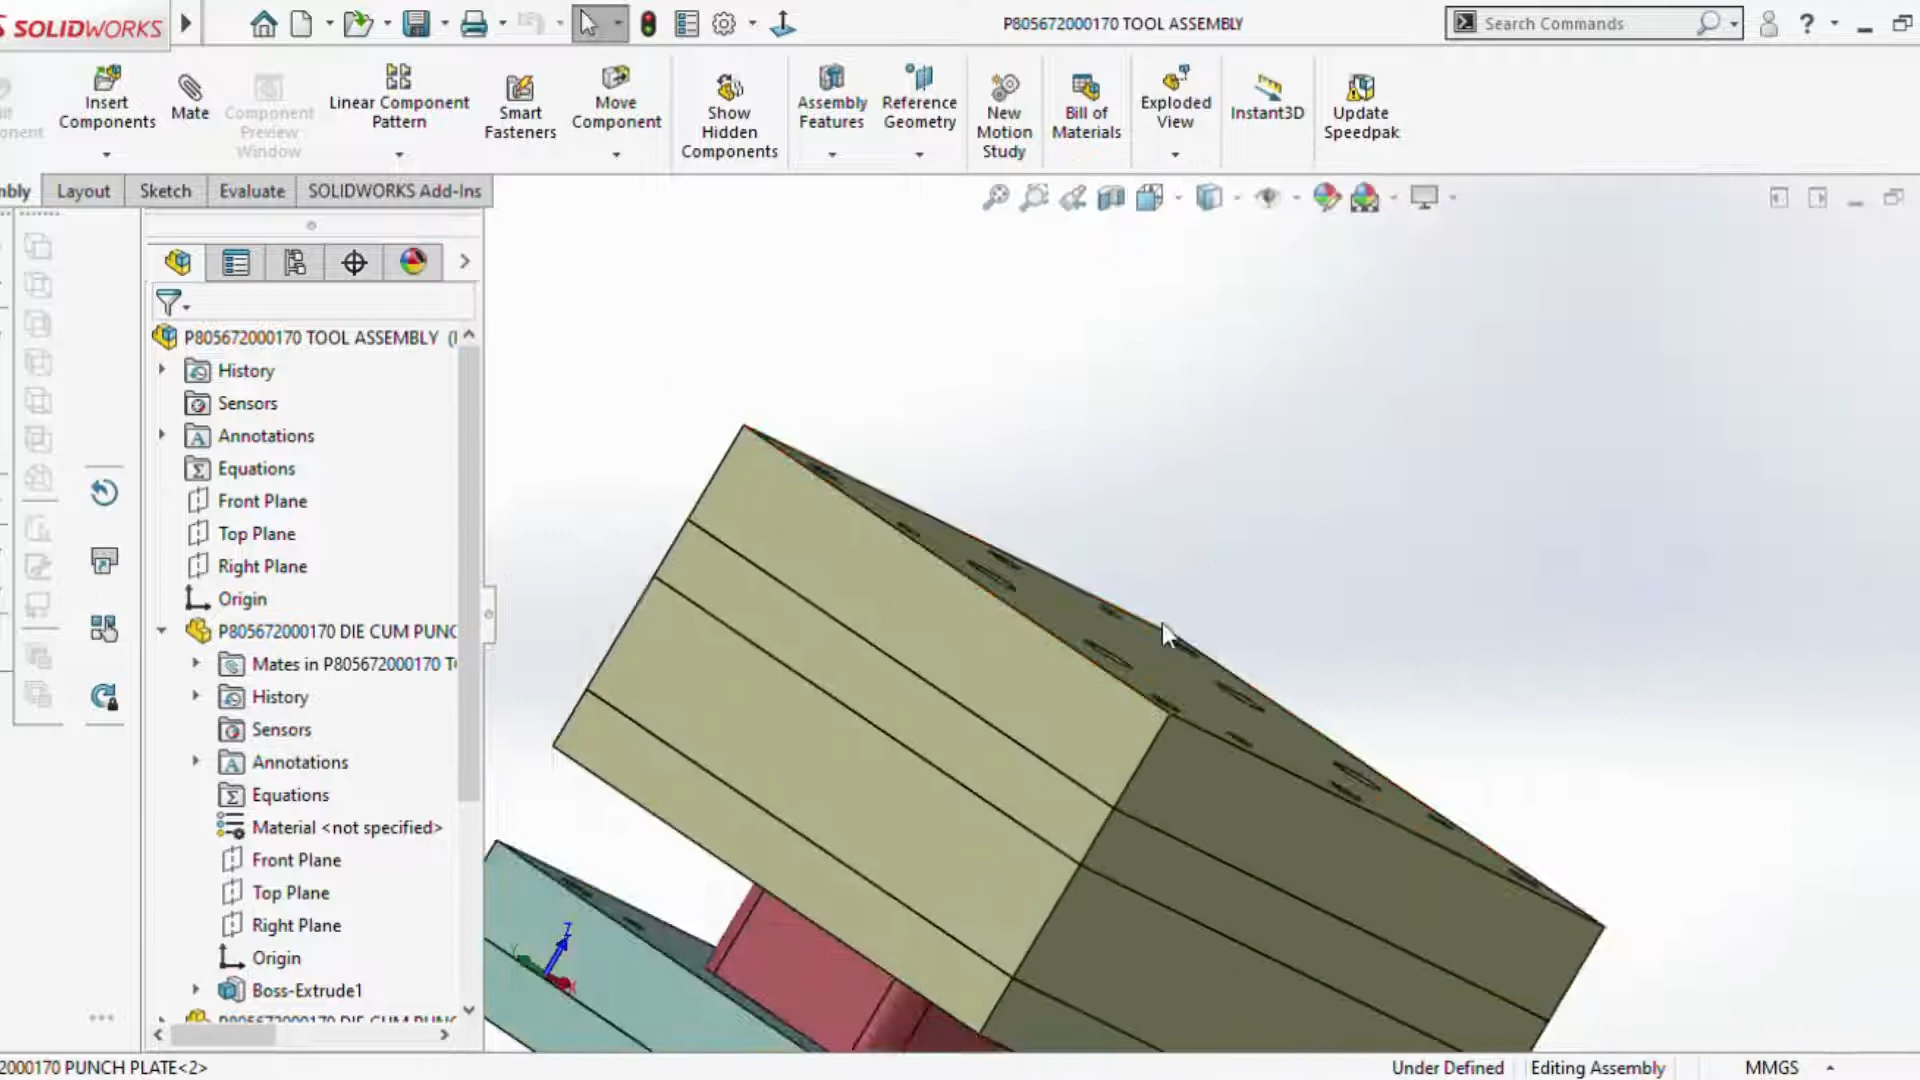 SOLIDWORKS
P805672000170 TOOL ASSEMBLY
Search Commands
?
Insert Components
Mate
Component Preview Window
Linear Component Pattern
Smart Fasteners
Move Component
Show Hidden Components
Assembly Features
Reference Geometry
New Motion Study
Bill of Materials
Exploded View
Instant3D
Update Speedpak
Layout
Sketch
Evaluate
SOLIDWORKS Add-Ins
P805672000170 TOOL ASSEMBLY (
History
Sensors
Annotations
Equations
Front Plane
Top Plane
Right Plane
Origin
P805672000170 DIE CUM PUNC
Mates in P805672000170 T
History
Sensors
Annotations
Equations
Material <not specified>
Front Plane
Top Plane
Right Plane
Origin
Boss-Extrude1
P805672000170 DIE CUM PUNC
Z
Y
X
2000170 PUNCH PLATE<2>
Under Defined
Editing Assembly
MMGS